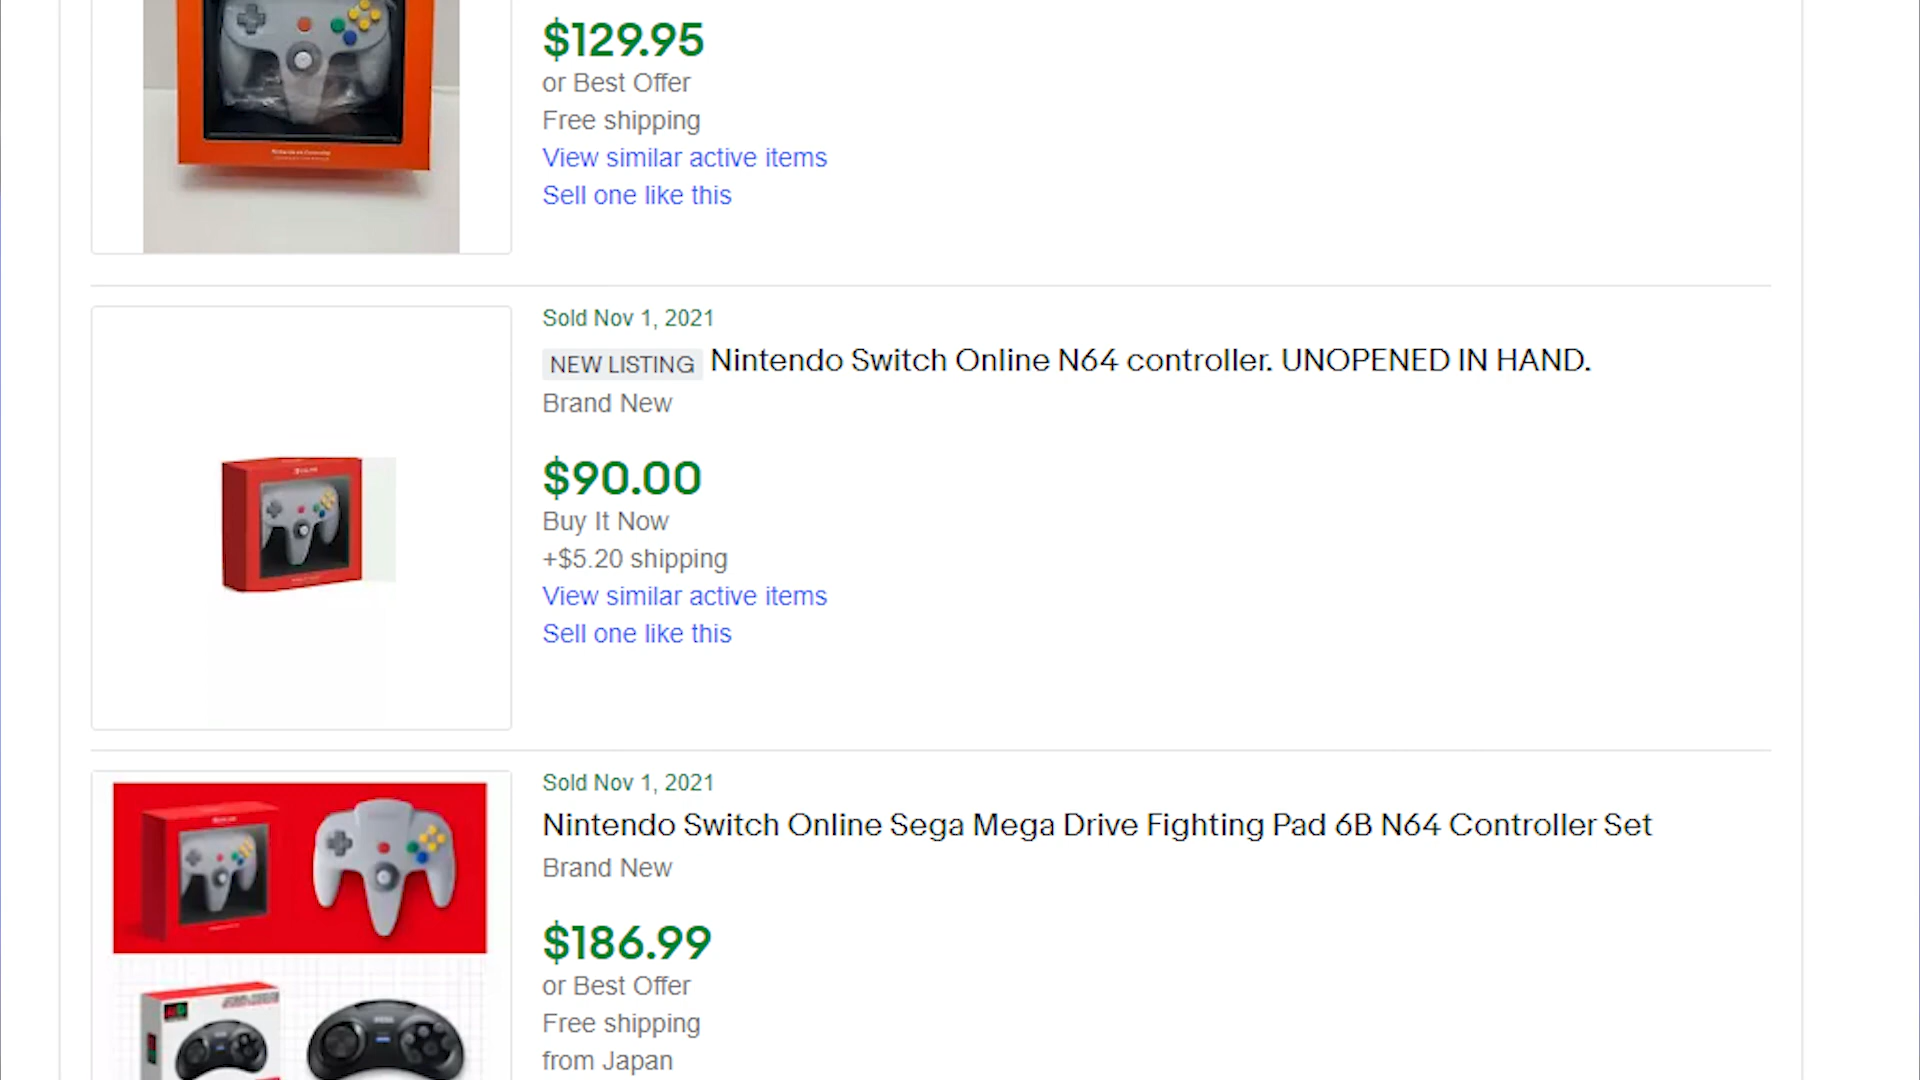 $129.95
or Best Offer
Free shipping
View similar active items
Sell one like this
Sold Nov 1, 2021
NEW LISTING Nintendo Switch Online N64 controller. UNOPENED IN HAND.
Brand New
$90.00
Buy It Now
+$5.20 shipping
View similar active items
Sell one like this
Sold Nov 1, 2021
Nintendo Switch Online Sega Mega Drive Fighting Pad 6B N64 Controller Set
Brand New
$186.99
or Best Offer
Free shipping
from Japan